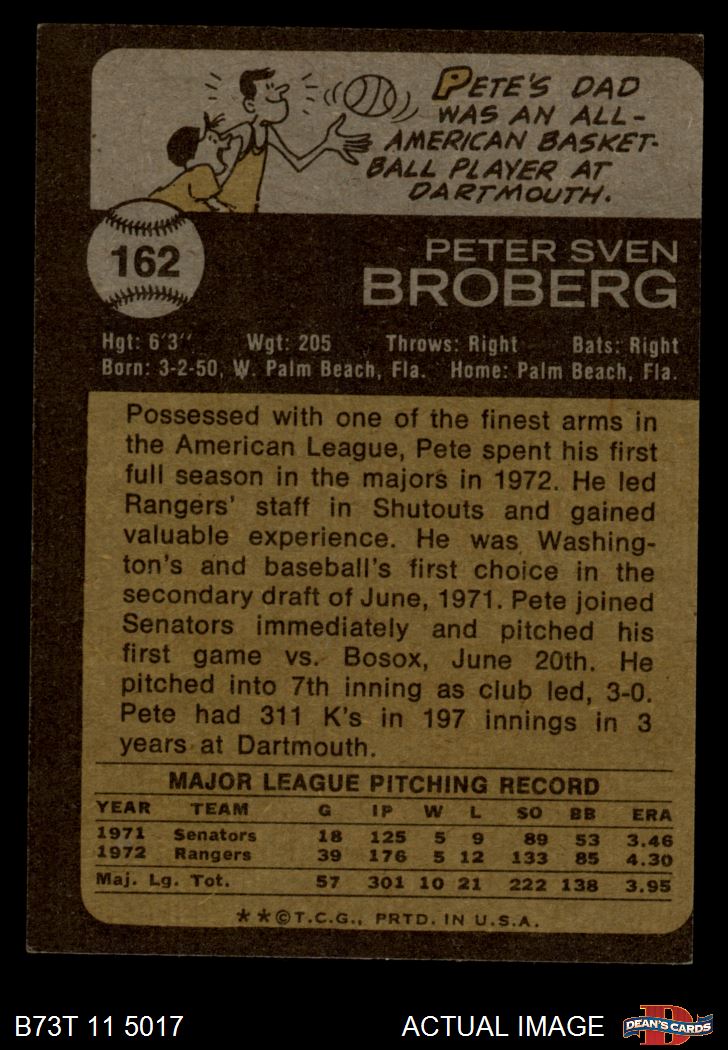 PETE'S DAD
WAS AN ALL-
AMERICAN BASKET-
BALL PLAYER AT
DARTMOUTH.
162
PETER SVEN
BROBERG
Hgt: 6'3'' Wgt: 205 Throws: Right Bats: Right
Born: 3-2-50, W. Palm Beach, Fla. Home: Palm Beach, Fla.
Possessed with one of the finest arms in
the American League, Pete spent his first
full season in the majors in 1972. He led
Rangers' staff in Shutouts and gained
valuable experience. He was Washing-
ton's and baseball's first choice in the
secondary draft of June, 1971. Pete joined
Senators immediately and pitched his
first game vs. Bosox, June 20th. He
pitched into 7th inning as club led, 3-0.
Pete had 311 K's in 197 innings in 3
years at Dartmouth.
MAJOR LEAGUE PITCHING RECORD
YEAR TEAM G IP W L SO BB ERA
1971 Senators 18 125 5 9 89 53 3.46
1972 Rangers 39 176 5 12 133 85 4.30
Maj. Lg. Tot. 57 301 10 21 222 138 3.95
**©T.C.G., PRTD. IN U.S.A.
B73T 11 5017 ACTUAL IMAGE
D
DEAN'S CARDS